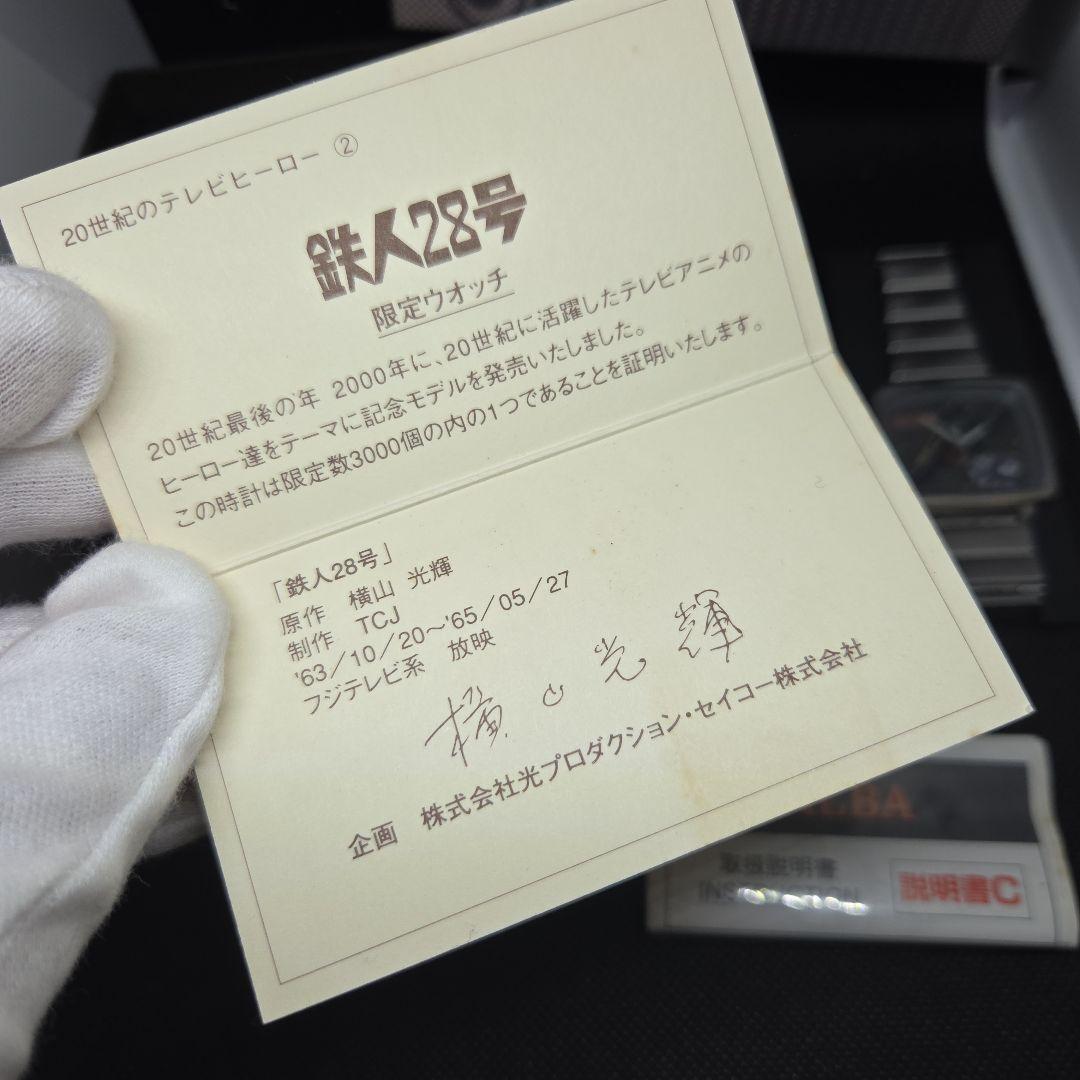 20世紀のテレビヒーロー ②
鉄人28号
限定ウオッチ
20世紀最後の年 2000年に、20世紀に活躍したテレビアニメの
ヒーロー達をテーマに記念モデルを発売いたしました。
この時計は限定数3000個の内の1つであることを証明いたします。
「鉄人28号」
原作 横山 光輝
制作 TCJ
'63/10/20～'65/05/27
フジテレビ系 放映
横山光輝
企画 株式会社光プロダクション・セイコー株式会社
取扱説明書
説明書C